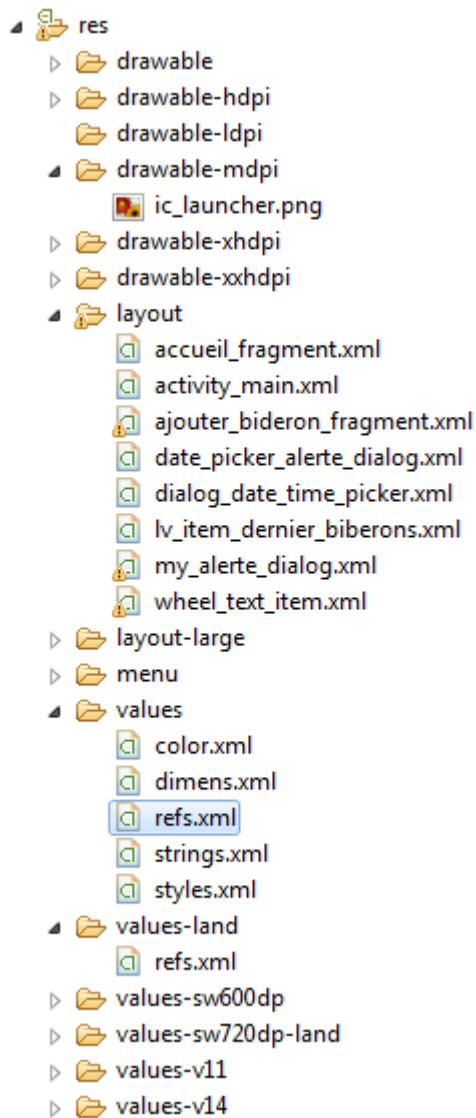 res
drawable
drawable-hdpi
drawable-ldpi
drawable-mdpi
ic_launcher.png
drawable-xhdpi
drawable-xxhdpi
layout
accueil_fragment.xml
activity_main.xml
ajouter_bideron_fragment.xml
date_picker_alerte_dialog.xml
dialog_date_time_picker.xml
lv_item_dernier_biberons.xml
my_alerte_dialog.xml
wheel_text_item.xml
layout-large
menu
values
color.xml
dimens.xml
refs.xml
strings.xml
styles.xml
values-land
refs.xml
values-sw600dp
values-sw720dp-land
values-v11
values-v14